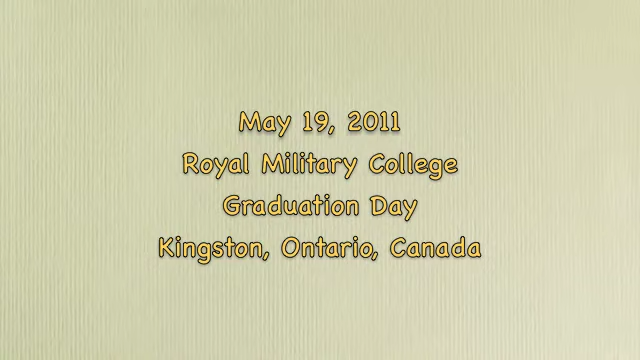 May 19, 2011
Royal Military College
Graduation Day
Kingston, Ontario, Canada